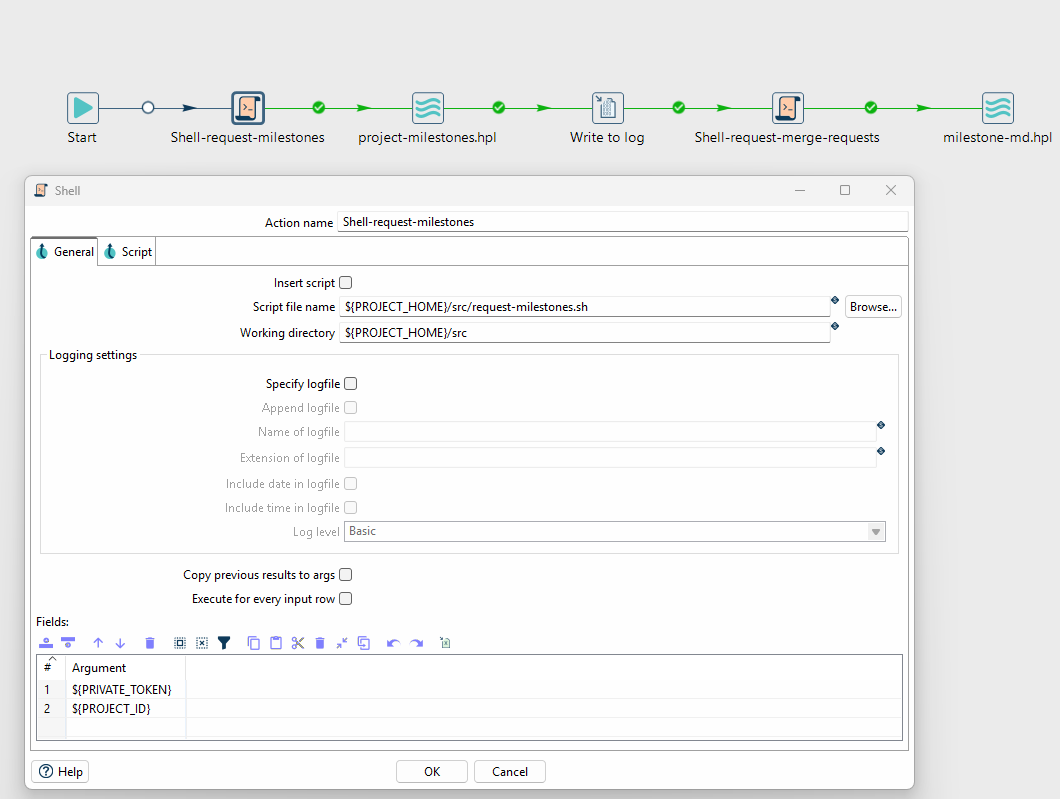 Start
Shell-request-milestones
project-milestones.hpl
Write to log
Shell-request-merge-requests
milestone-md.hpl
Shell
Action name Shell-request-milestones
General Script
Insert script
Script file name ${PROJECT_HOME}/src/request-milestones.sh Browse...
Working directory ${PROJECT_HOME}/src
Logging settings
Specify logfile
Append logfile
Name of logfile
Extension of logfile
Include date in logfile
Include time in logfile
Log level Basic
Copy previous results to args
Execute for every input row
Fields:
# Argument
1 ${PRIVATE_TOKEN}
2 ${PROJECT_ID}
Help OK Cancel